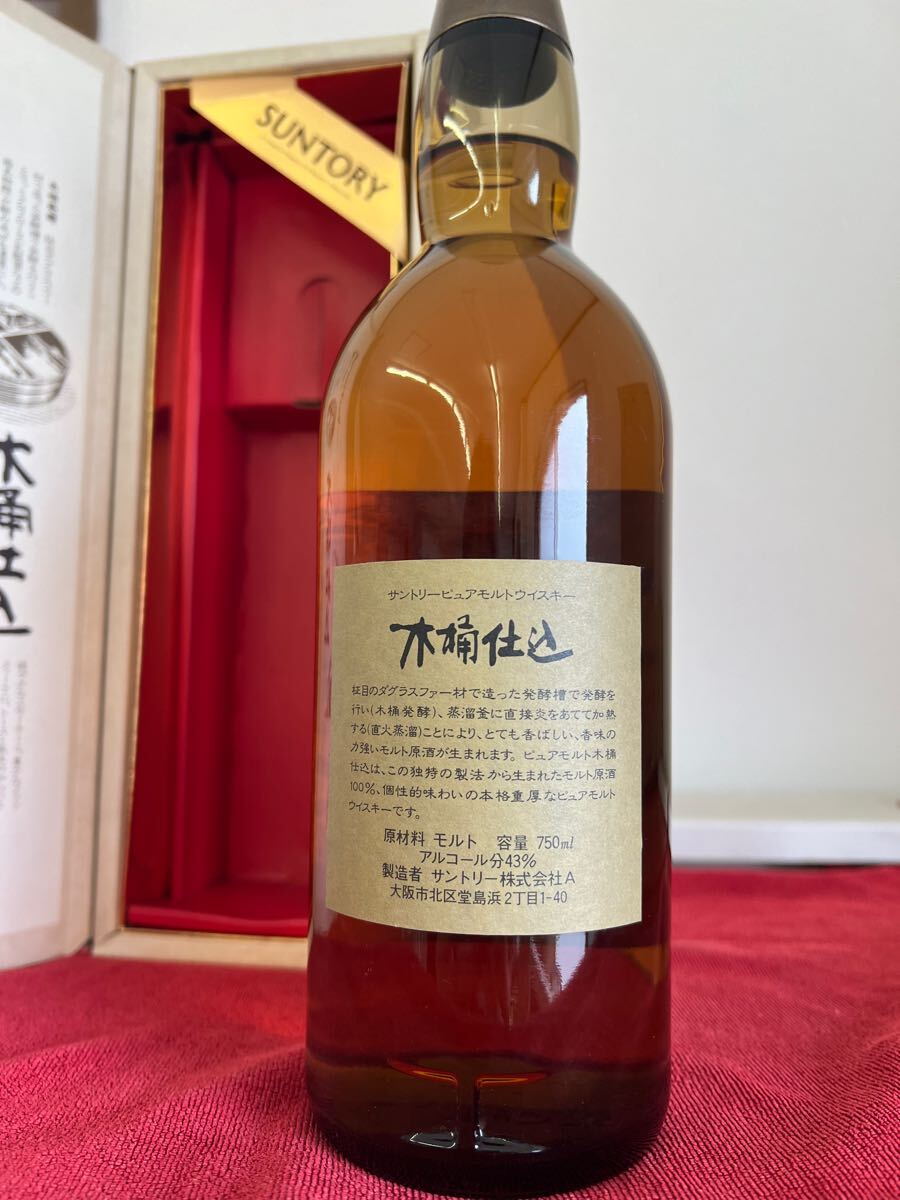 SUNTORY
木桶仕込
サントリーピュアモルトウイスキー
木桶仕込
柾目のダグラスファー材で造った発酵槽で発酵を
行い(木桶発酵)、蒸溜釜に直接炎をあてて加熱
する(直火蒸溜)ことにより、とても香ばしい、香味の
力強いモルト原酒が生まれます。ピュアモルト木桶
仕込は、この独特の製法から生まれたモルト原酒
100%、個性的味わいの本格重厚なピュアモルト
ウイスキーです。
原材料 モルト 容量 750ml
アルコール分43%
製造者 サントリー株式会社A
大阪市北区堂島浜2丁目1-40